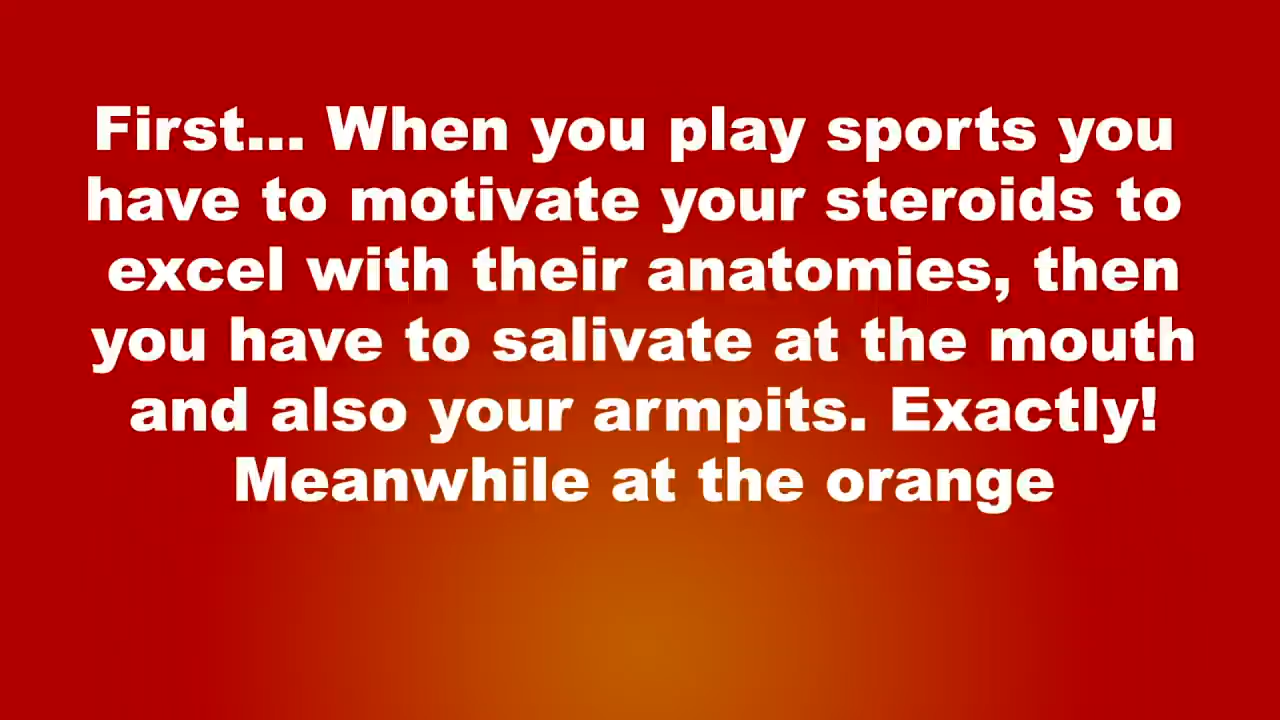 First... When you play sports you
have to motivate your steroids to
excel with their anatomies, then
you have to salivate at the mouth
and also your armpits. Exactly!
Meanwhile at the orange